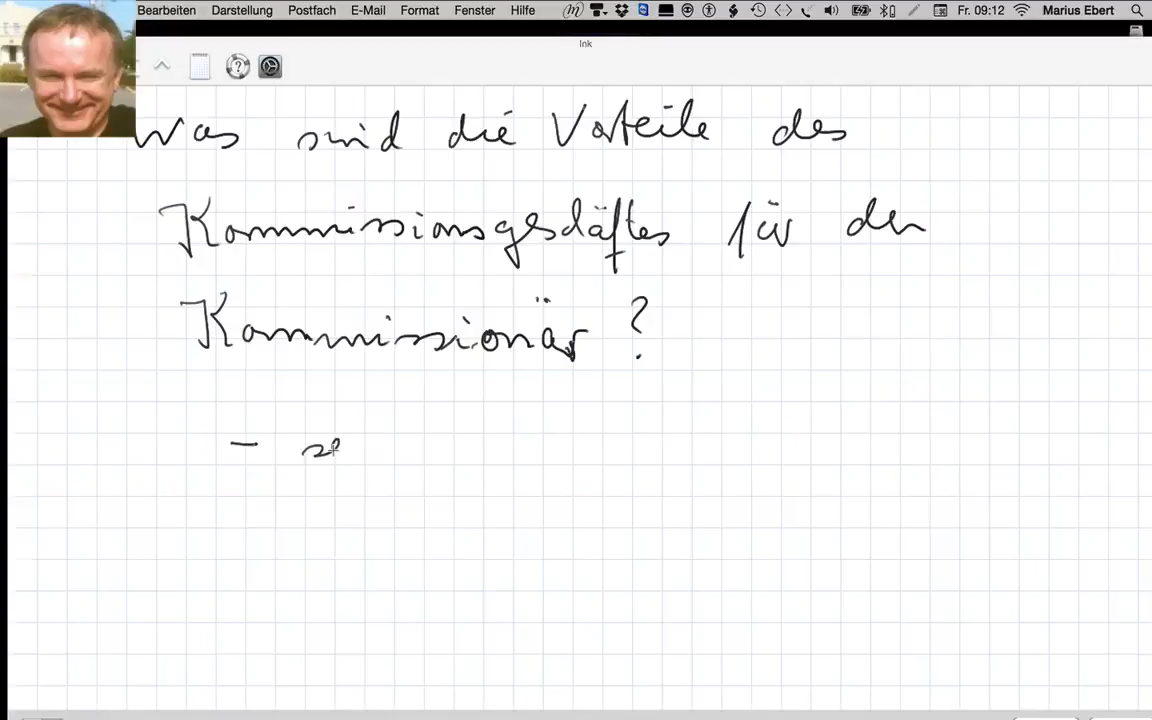 Bearbeiten Darstellung Postfach E-Mail Format Fenster Hilfe Fr. 09:12 Marius Ebert
Ink
Was sind die Vorteile des
Kommissionsgeschäftes für den
Kommissionär ?
-